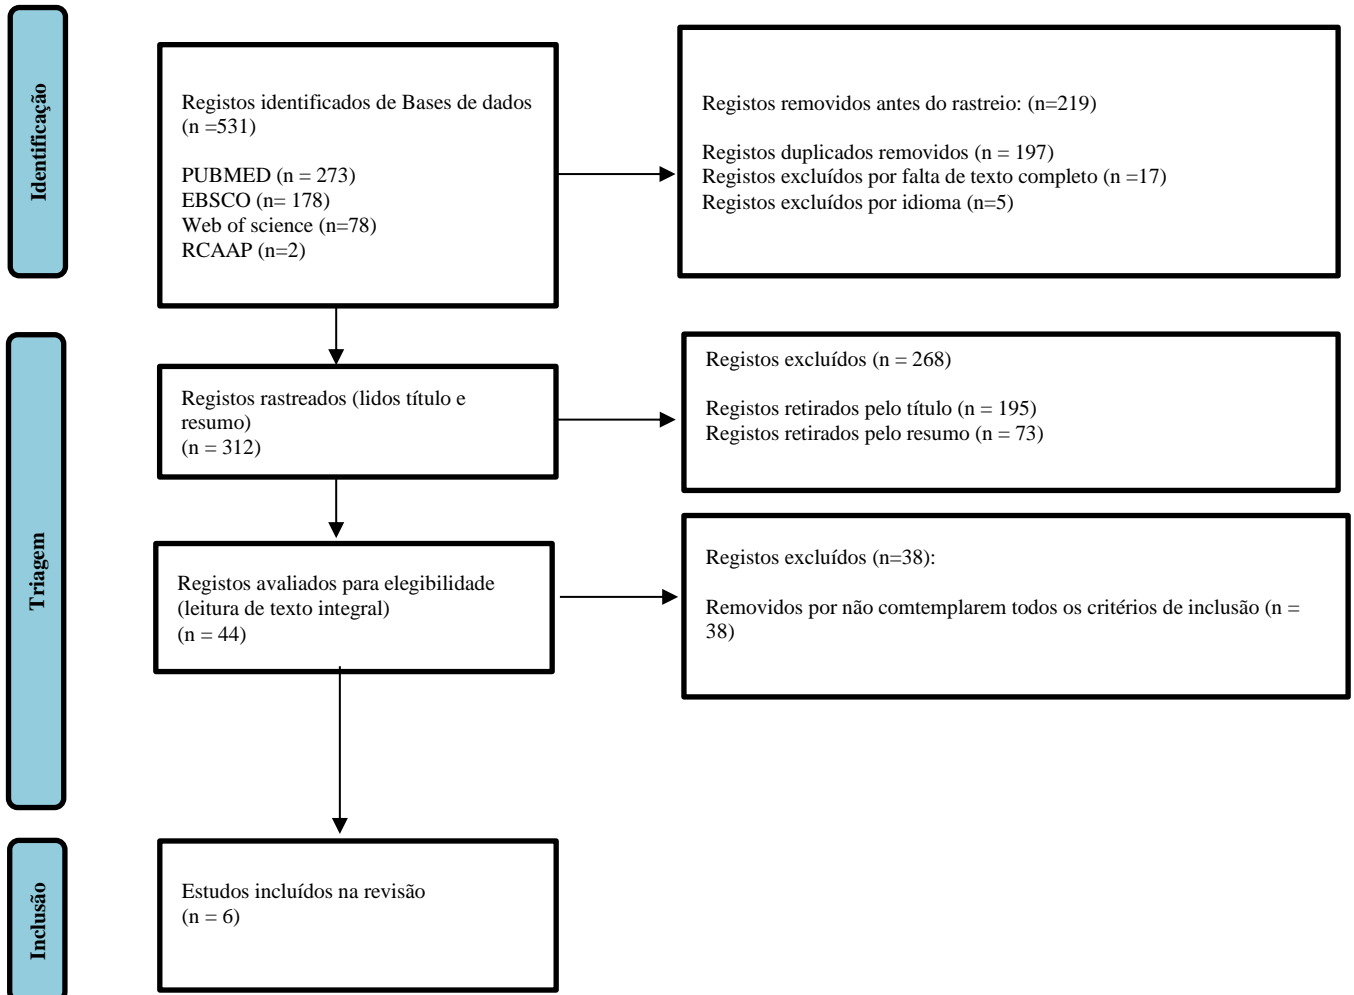 Identificação
Registos identificados de Bases de dados
(n =531)
PUBMED (n = 273)
EBSCO (n= 178)
Web of science (n=78)
RCAAP (n=2)
Registos removidos antes do rastreio: (n=219)
Registos duplicados removidos (n = 197)
Registos excluídos por falta de texto completo (n =17)
Registos excluídos por idioma (n=5)
Triagem
Registos rastreados (lidos título e
resumo)
(n = 312)
Registos excluídos (n = 268)
Registos retirados pelo título (n = 195)
Registos retirados pelo resumo (n = 73)
Registos avaliados para elegibilidade
(leitura de texto integral)
(n = 44)
Registos excluídos (n=38):
Removidos por não comtemplarem todos os critérios de inclusão (n =
38)
Inclusão
Estudos incluídos na revisão
(n = 6)